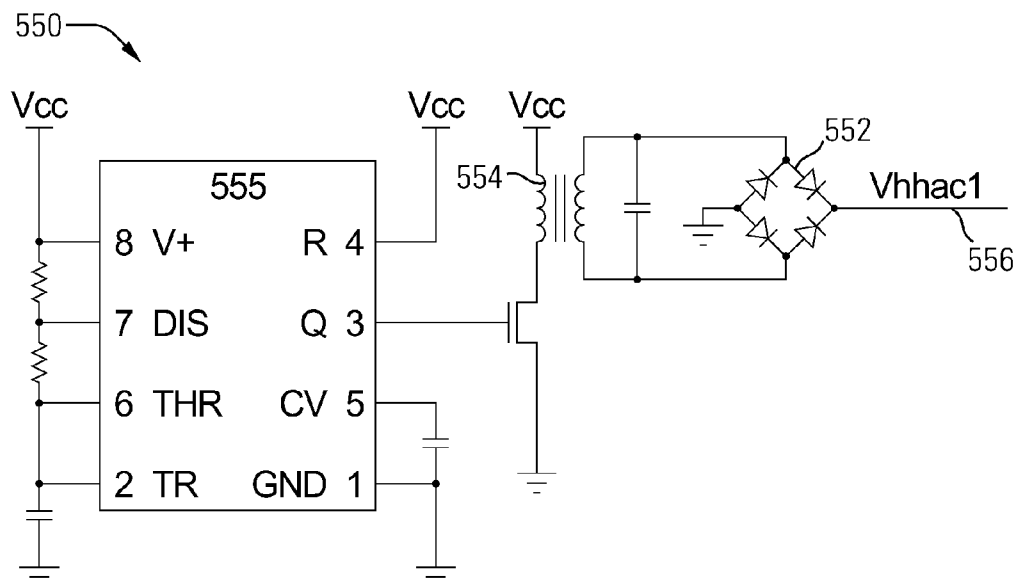 550
Vcc
Vcc
Vcc
552
555
554
Vhhac1
8 V+
R 4
556
7 DIS
Q 3
6 THR
CV 5
2 TR
GND 1